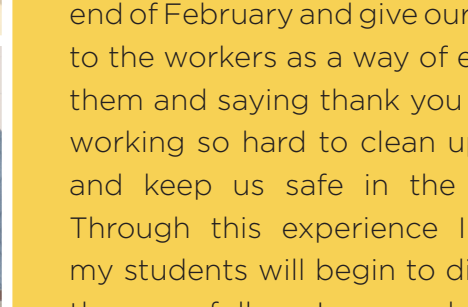 end of February and give our
to the workers as a way of
them and saying thank you
working so hard to clean
and keep us safe in the
Through this experience
my students will begin to